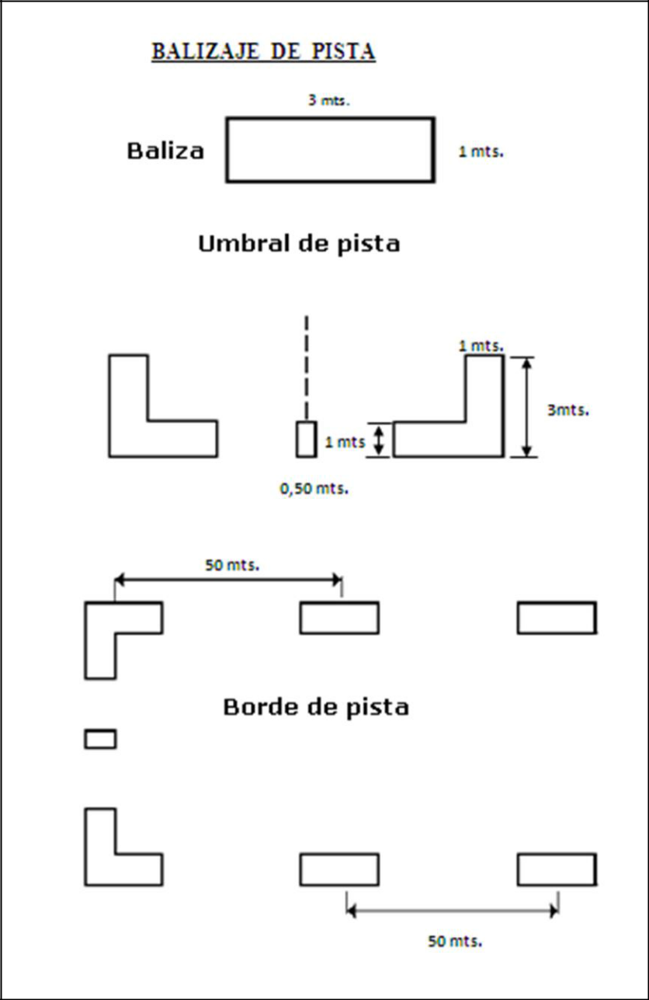 BALIZAJE DE PISTA
3 mts.
Baliza
1 mts.
Umbral de pista
1 mts.
3mts.
1 mts
0,50 mts.
50 mts.
Borde de pista
50 mts.